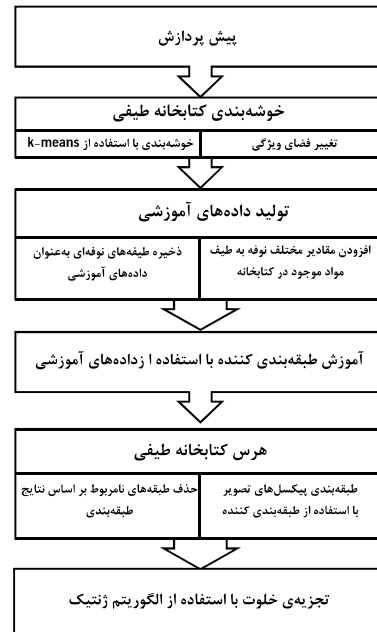 پیش پردازش
خوشه‌بندی کتابخانه طیفی
تغییر فضای ویژگی
خوشه‌بندی با استفاده از k-means
تولید داده‌های آموزشی
افزودن مقادیر مختلف نوفه به طیف
مواد موجود در کتابخانه
ذخیره طیفه‌های نوفه‌ای به‌عنوان
داده‌های آموزشی
آموزش طبقه‌بندی کننده با استفاده ا زداده‌های آموزشی
هرس کتابخانه طیفی
طبقه‌بندی پیکسل‌های تصویر
با استفاده از طبقه‌بندی کننده
حذف طبقه‌های نامربوط بر اساس نتایج
طبقه‌بندی
تجزیه‌ی خلوت با استفاده از الگوریتم ژنتیک